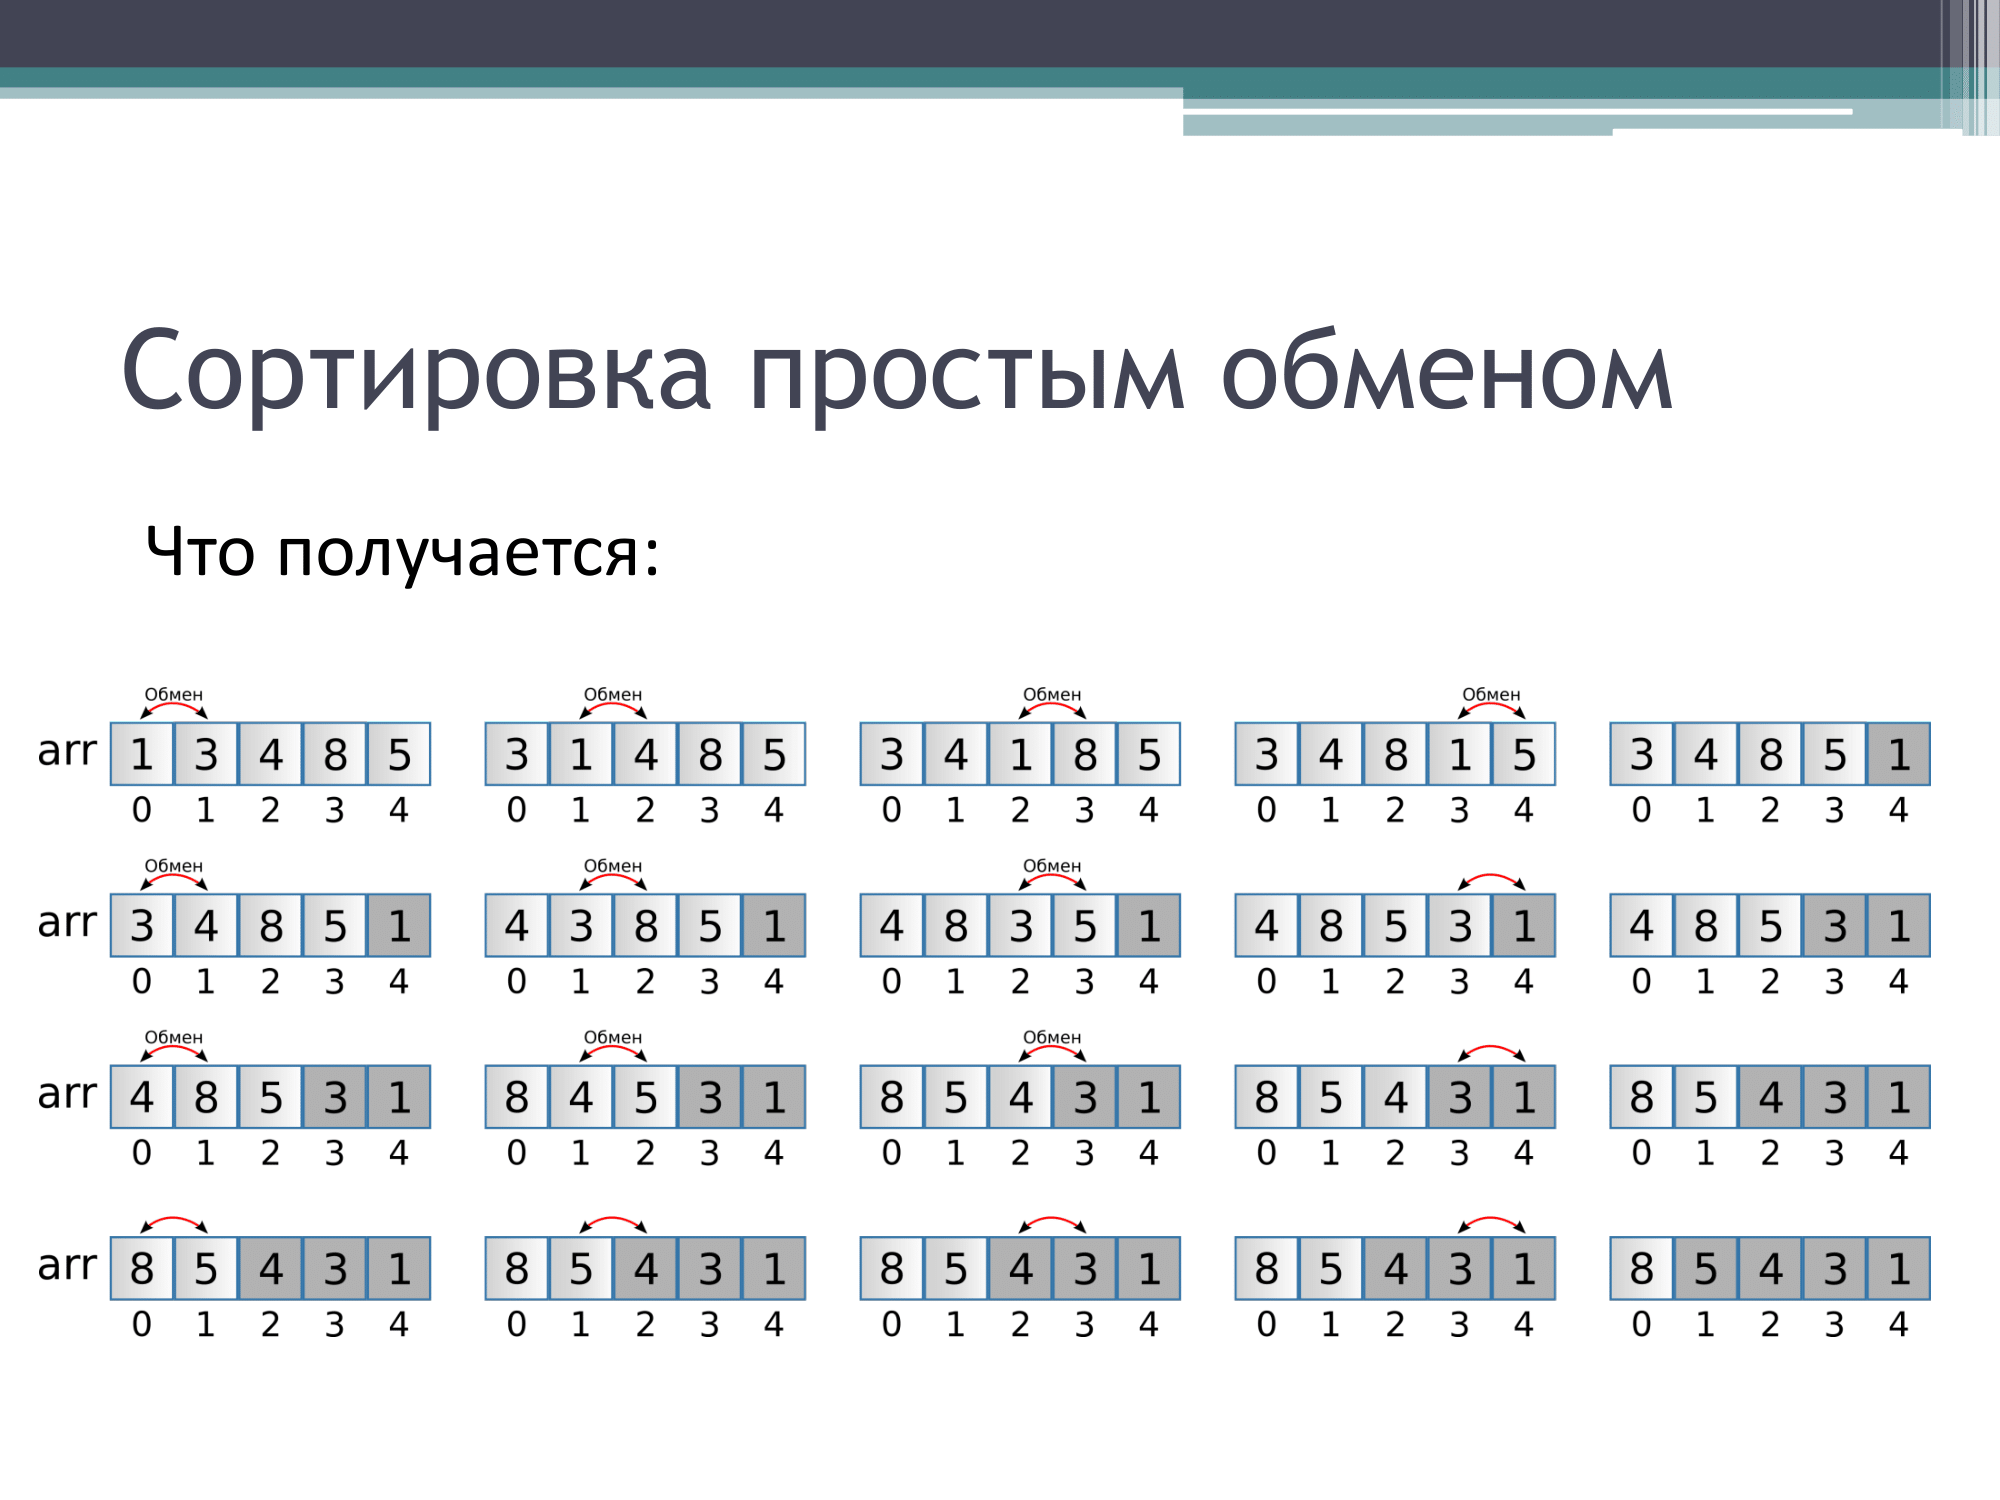 Сортировка простым обменом
Что получается:
Обмен Обмен Обмен Обмен
arr 1 3 4 8 5 3 1 4 8 5 3 4 1 8 5 3 4 8 1 5 3 4 8 5 1
0 1 2 3 4 0 1 2 3 4 0 1 2 3 4 0 1 2 3 4 0 1 2 3 4
Обмен Обмен Обмен
arr 3 4 8 5 1 4 3 8 5 1 4 8 3 5 1 4 8 5 3 1 4 8 5 3 1
0 1 2 3 4 0 1 2 3 4 0 1 2 3 4 0 1 2 3 4 0 1 2 3 4
Обмен Обмен Обмен
arr 4 8 5 3 1 8 4 5 3 1 8 5 4 3 1 8 5 4 3 1 8 5 4 3 1
0 1 2 3 4 0 1 2 3 4 0 1 2 3 4 0 1 2 3 4 0 1 2 3 4
arr 8 5 4 3 1 8 5 4 3 1 8 5 4 3 1 8 5 4 3 1 8 5 4 3 1
0 1 2 3 4 0 1 2 3 4 0 1 2 3 4 0 1 2 3 4 0 1 2 3 4